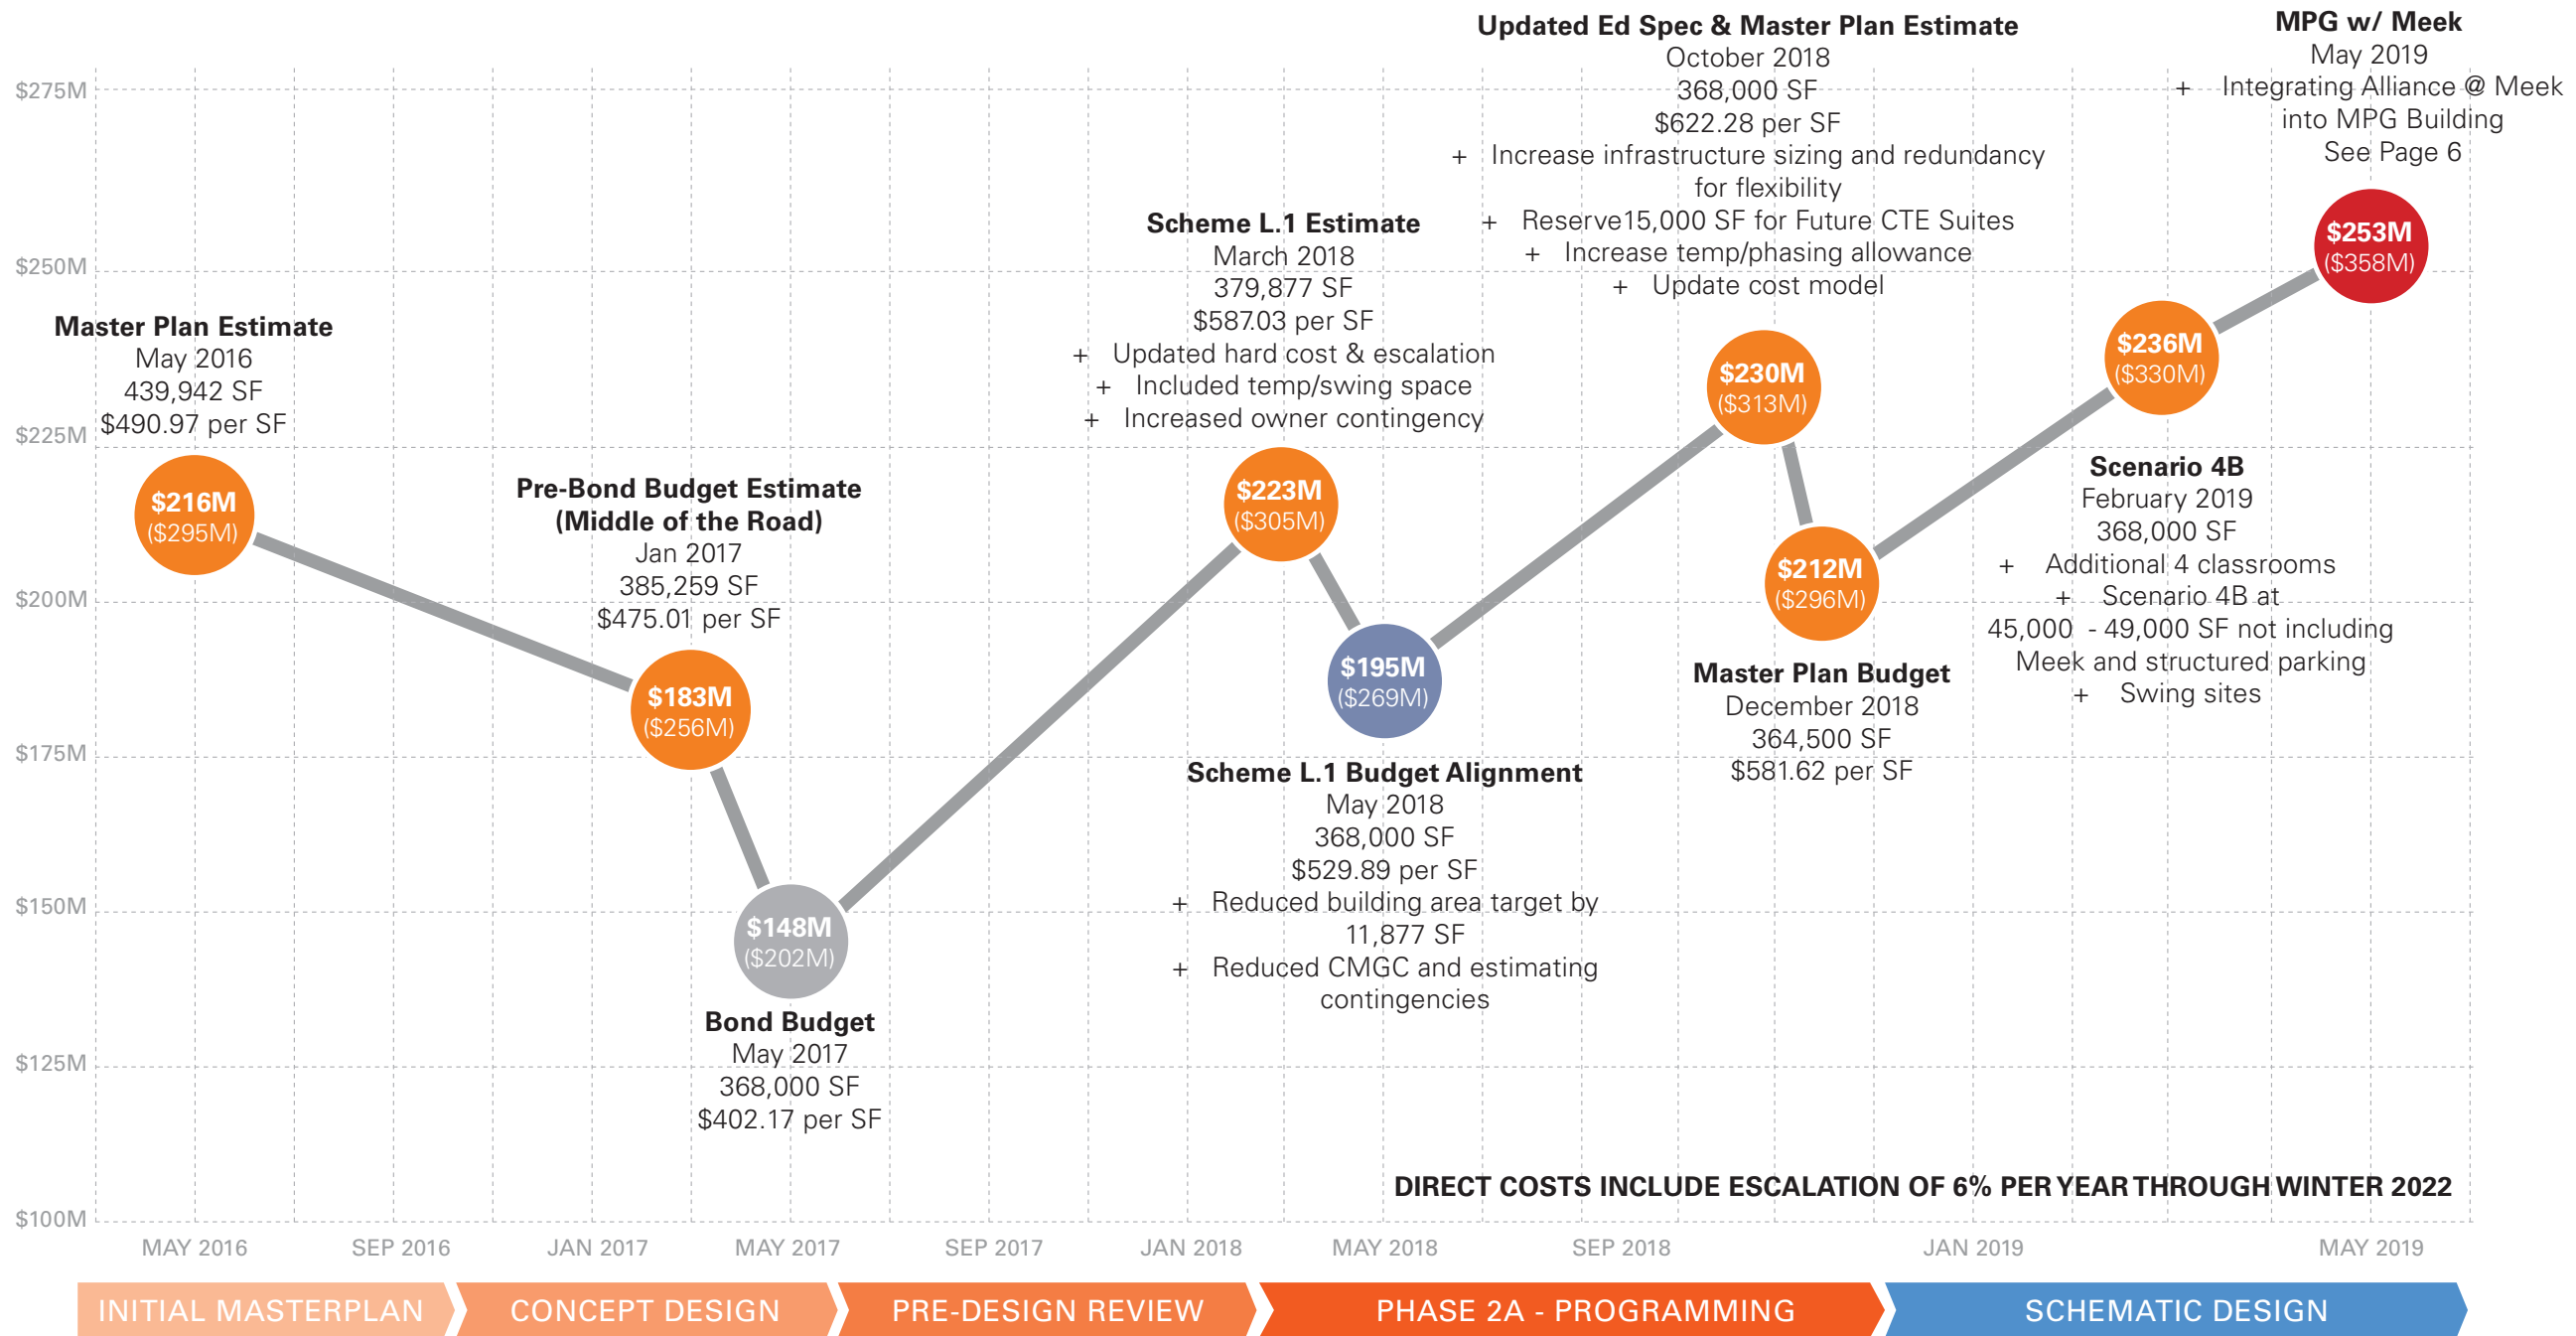 Updated Ed Spec & Master Plan Estimate
October 2018
368,000 SF
$622.28 per SF
+ Increase infrastructure sizing and redundancy
for flexibility
+ Reserve15,000 SF for Future CTE Suites
+ Increase temp/phasing allowance
+ Update cost model
MPG w/ Meek
May 2019
+ Integrating Alliance @ Meek
into MPG Building
See Page 6
$275M
$250M
$225M
$200M
$175M
$150M
$125M
$100M
Master Plan Estimate
May 2016
439,942 SF
$490.97 per SF
$216M
($295M)
Pre-Bond Budget Estimate
(Middle of the Road)
Jan 2017
385,259 SF
$475.01 per SF
$183M
($256M)
$148M
($202M)
Bond Budget
May 2017
368,000 SF
$402.17 per SF
Scheme L.1 Estimate
March 2018
379,877 SF
$587.03 per SF
+ Updated hard cost & escalation
+ Included temp/swing space
+ Increased owner contingency
$223M
($305M)
$195M
($269M)
Scheme L.1 Budget Alignment
May 2018
368,000 SF
$529.89 per SF
+ Reduced building area target by
11,877 SF
+ Reduced CMGC and estimating
contingencies
$230M
($313M)
$212M
($296M)
Master Plan Budget
December 2018
364,500 SF
$581.62 per SF
$236M
($330M)
Scenario 4B
February 2019
368,000 SF
+ Additional 4 classrooms
+ Scenario 4B at
45,000 - 49,000 SF not including
Meek and structured parking
+ Swing sites
$253M
($358M)
DIRECT COSTS INCLUDE ESCALATION OF 6% PER YEAR THROUGH WINTER 2022
MAY 2016
SEP 2016
JAN 2017
MAY 2017
SEP 2017
JAN 2018
MAY 2018
SEP 2018
JAN 2019
MAY 2019
INITIAL MASTERPLAN
CONCEPT DESIGN
PRE-DESIGN REVIEW
PHASE 2A - PROGRAMMING
SCHEMATIC DESIGN